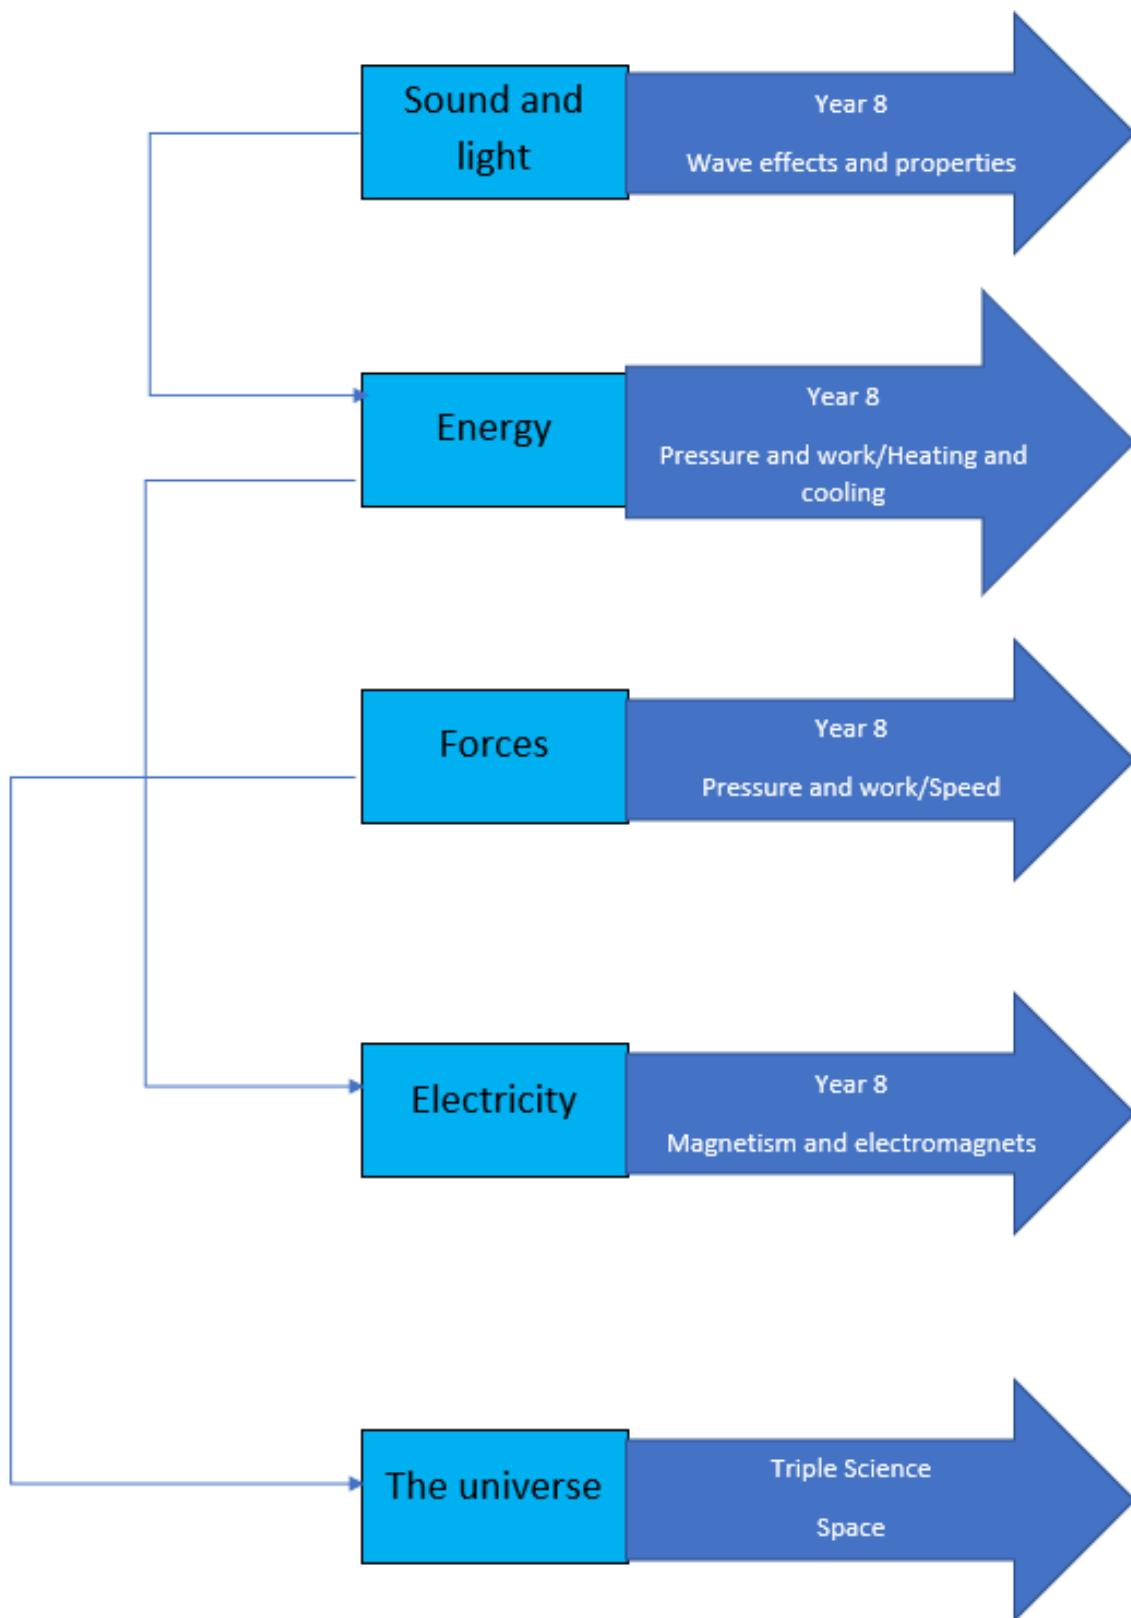 Sound and
light
Year 8
Wave effects and properties
Energy
Year 8
Pressure and work/Heating and
cooling
Forces
Year 8
Pressure and work/Speed
Electricity
Year 8
Magnetism and electromagnets
The universe
Triple Science
Space